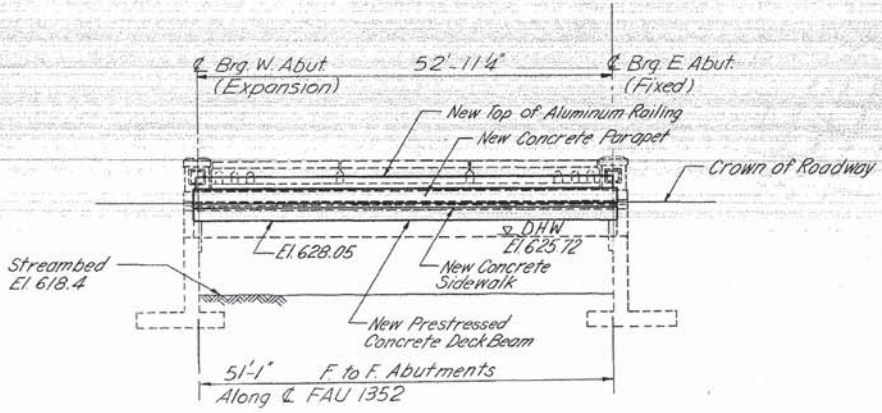 ℄ Brg. W. Abut.
(Expansion)
52'-11¼"
℄ Brg. E. Abut.
(Fixed)
New Top of Aluminum Railing
New Concrete Parapet
Crown of Roadway
DHW
El. 625.72
El. 628.05
New Concrete
Sidewalk
Streambed
El. 618.4
New Prestressed
Concrete Deck Beam
51'-1" F. to F. Abutments
Along ℄ FAU 1352